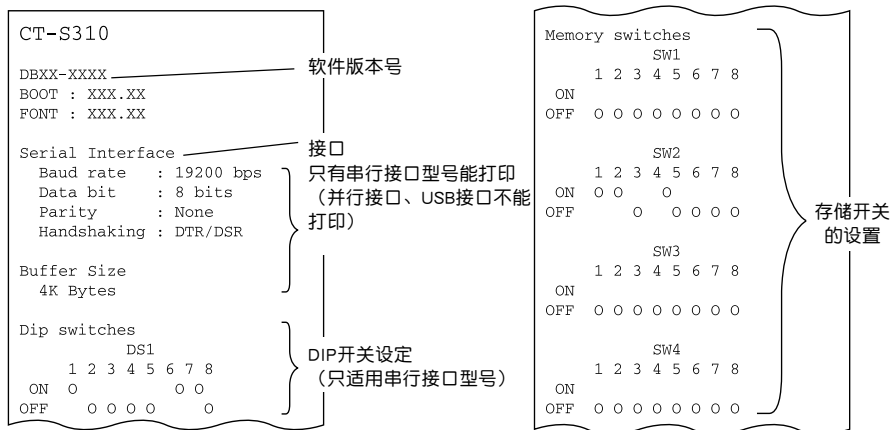 CT-S310
DBXX-XXXX
BOOT : XXX.XX
FONT : XXX.XX
Serial Interface
Baud rate : 19200 bps
Data bit : 8 bits
Parity : None
Handshaking : DTR/DSR
Buffer Size
4K Bytes
Dip switches
DS1
1 2 3 4 5 6 7 8
ON O O O
OFF O O O O O
软件版本号
接口
只有串行接口型号能打印
（并行接口、USB接口不能
打印）
DIP开关设定
（只适用串行接口型号）
Memory switches
SW1
1 2 3 4 5 6 7 8
ON
OFF O O O O O O O O
SW2
1 2 3 4 5 6 7 8
ON O O O
OFF O O O O O
SW3
1 2 3 4 5 6 7 8
ON
OFF O O O O O O O O
SW4
1 2 3 4 5 6 7 8
ON
OFF O O O O O O O O
存储开关
的设置